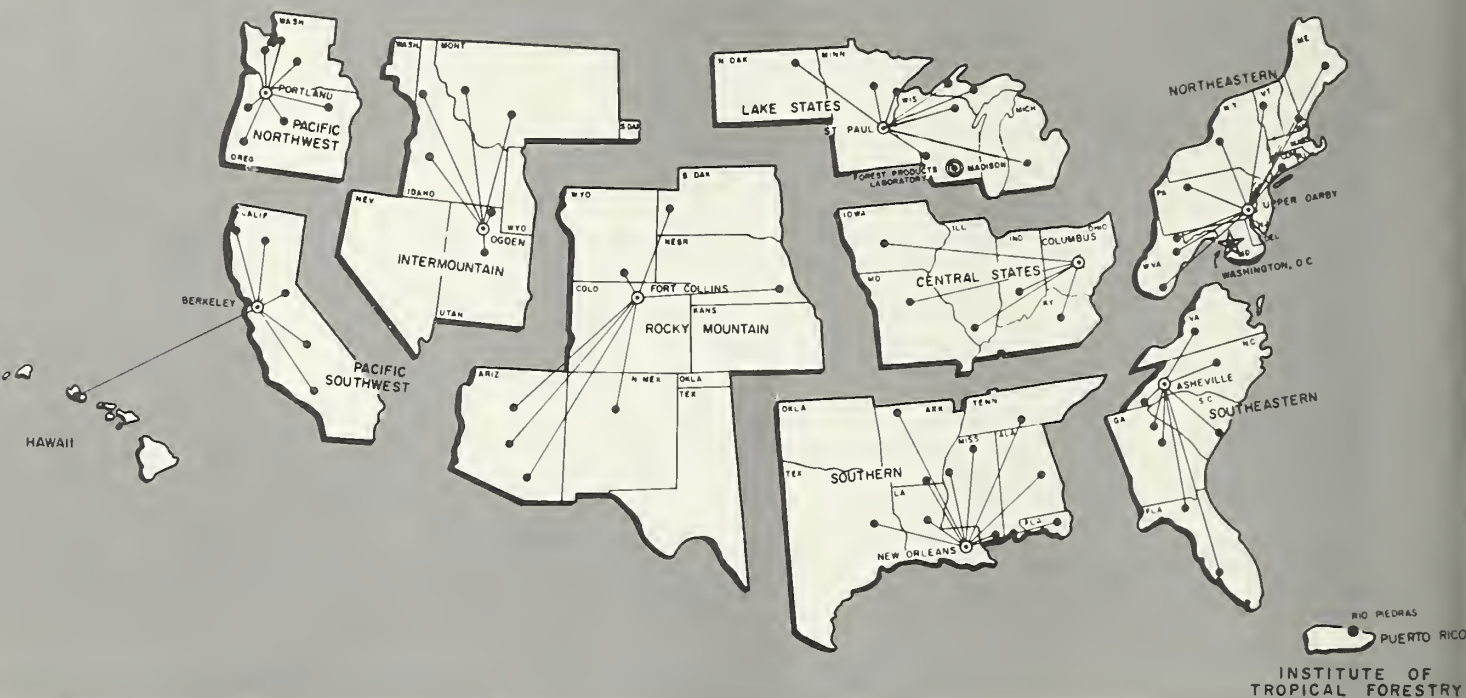 WASH
PORTLAND
PACIFIC
NORTHWEST
OREG
WASH
MONT
S DAK
IDAHO
WYO
NEV
OGDEN
INTERMOUNTAIN
UTAH
CALIF
BERKELEY
PACIFIC
SOUTHWEST
HAWAII
WYO
S DAK
NEBR
COLO
FORT COLLINS
KANS
ROCKY MOUNTAIN
ARIZ
N MEX
OKLA
TEX
N DAK
MINN
LAKE STATES
WIS
MICH
ST PAUL
FOREST PRODUCTS
LABORATORY
MADISON
IOWA
ILL
IND
OHIO
COLUMBUS
MO
CENTRAL STATES
KY
OKLA
ARK
TENN
MISS
ALA
TEX
SOUTHERN
LA
FLA
NEW ORLEANS
ME
NORTHEASTERN
VT
N.Y.
PA
UPPER DARBY
DEL
MD
W VA
WASHINGTON, D C
VA
N C
ASHEVILLE
S C
GA
SOUTHEASTERN
FLA
RIO PIEDRAS
PUERTO RICO
INSTITUTE OF
TROPICAL FORESTRY